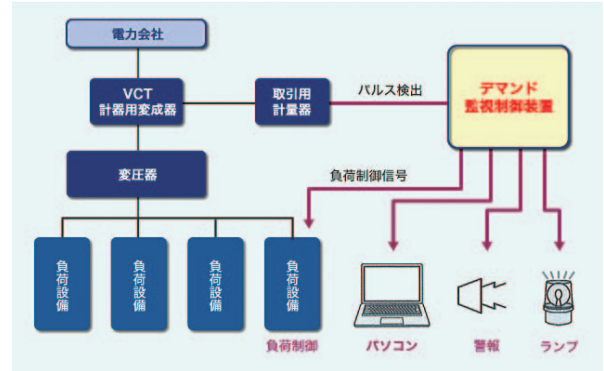 電力会社
VCT
計器用変成器
取引用
計量器
パルス検出
デマンド
監視制御装置
変圧器
負荷制御信号
負荷設備
負荷設備
負荷設備
負荷設備
負荷制御
パソコン
警報
ランプ